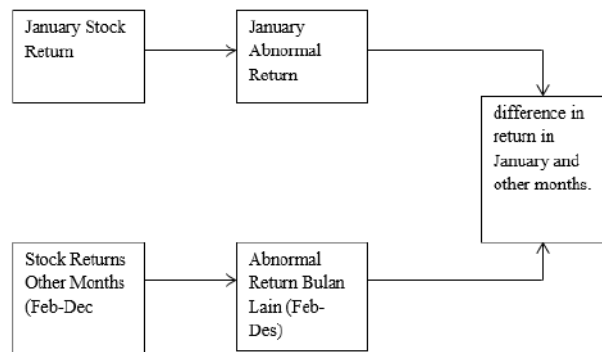 January Stock
Return
January
Abnormal
Return
difference in
return in
January and
other months.
Stock Returns
Other Months
(Feb-Dec
Abnormal
Return Bulan
Lain (Feb-
Des)